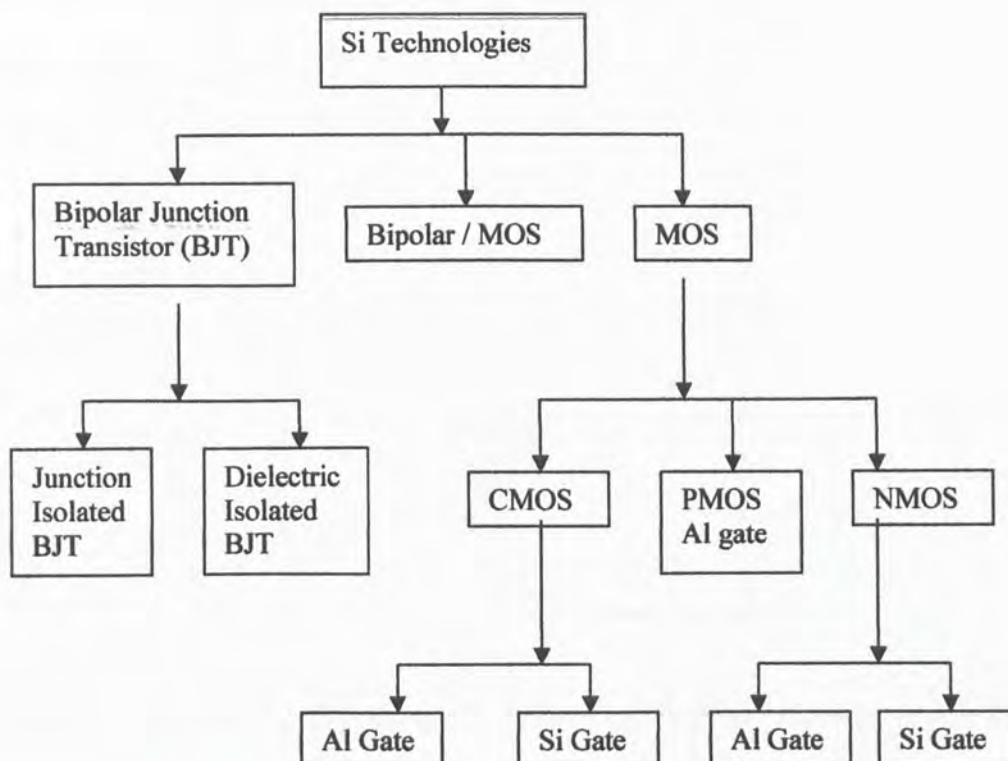 Si Technologies
Bipolar Junction
Transistor (BJT)
Bipolar / MOS
MOS
Junction
Isolated
BJT
Dielectric
Isolated
BJT
CMOS
PMOS
Al gate
NMOS
Al Gate
Si Gate
Al Gate
Si Gate